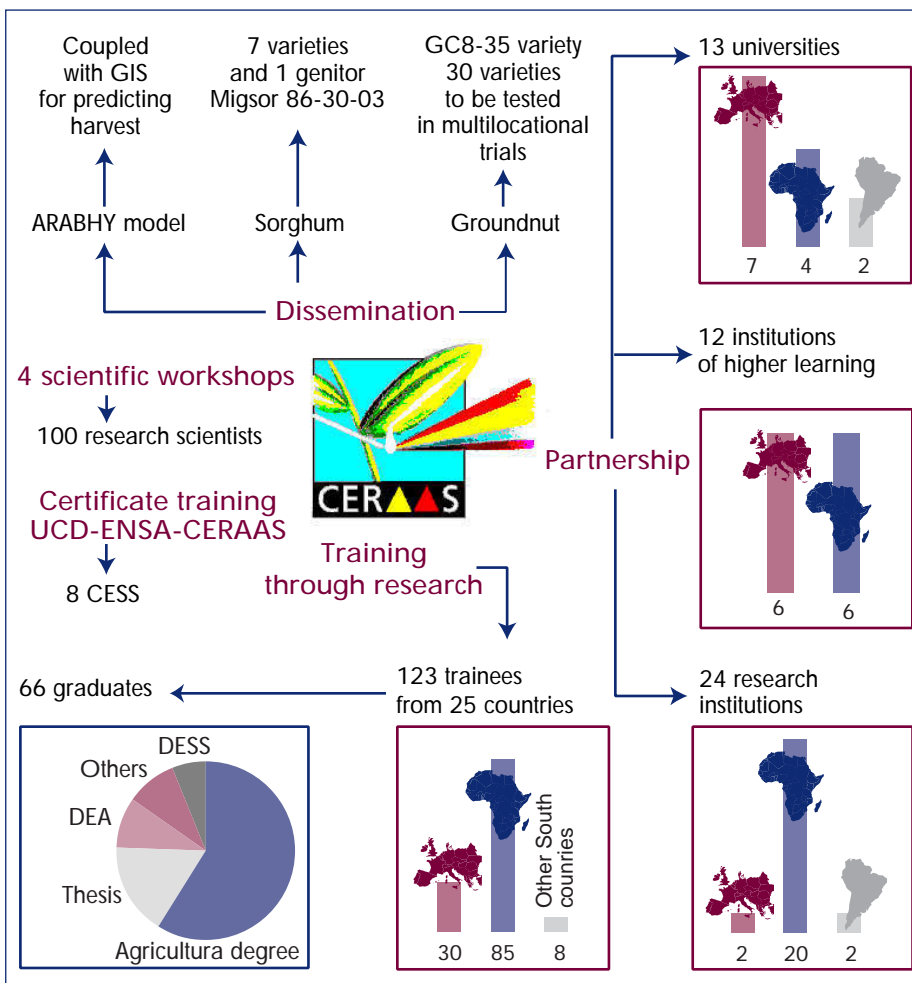 Coupled
with GIS
for predicting
harvest
7 varieties
and 1 genitor
Migsor 86-30-03
GC8-35 variety
30 varieties
to be tested
in multilocational
trials
ARABHY model
Sorghum
Groundnut
Dissemination
4 scientific workshops
100 research scientists
Certificate training
UCD-ENSA-CERAAS
8 CESS
CERAAS
Training
through research
Partnership
13 universities
7 4 2
12 institutions
of higher learning
6 6
24 research
institutions
2 20 2
123 trainees
from 25 countries
Other South
counries
30 85 8
66 graduates
DESS
Others
DEA
Thesis
Agricultura degree